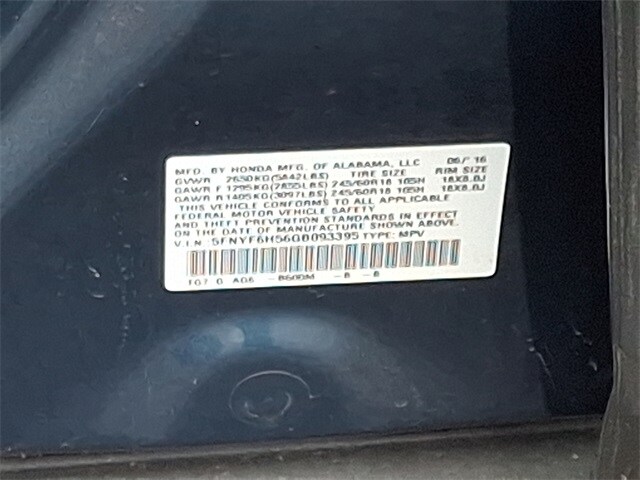 MFD. BY HONDA MFG. OF ALABAMA, LLC 06/'16
GVWR 2650KG(5842LBS) TIRE SIZE RIM SIZE
GAWR F 1295KG(2855LBS) 245/60R18 105H 18X8.0J
GAWR R 1405KG(3097LBS) 245/60R18 105H 18X8.0J
THIS VEHICLE CONFORMS TO ALL APPLICABLE
FEDERAL MOTOR VEHICLE SAFETY
AND THEFT PREVENTION STANDARDS IN EFFECT
ON THE DATE OF MANUFACTURE SHOWN ABOVE.
V.I.N. 5FNYF6H56GB093395 TYPE: MPV
B600M -B -B